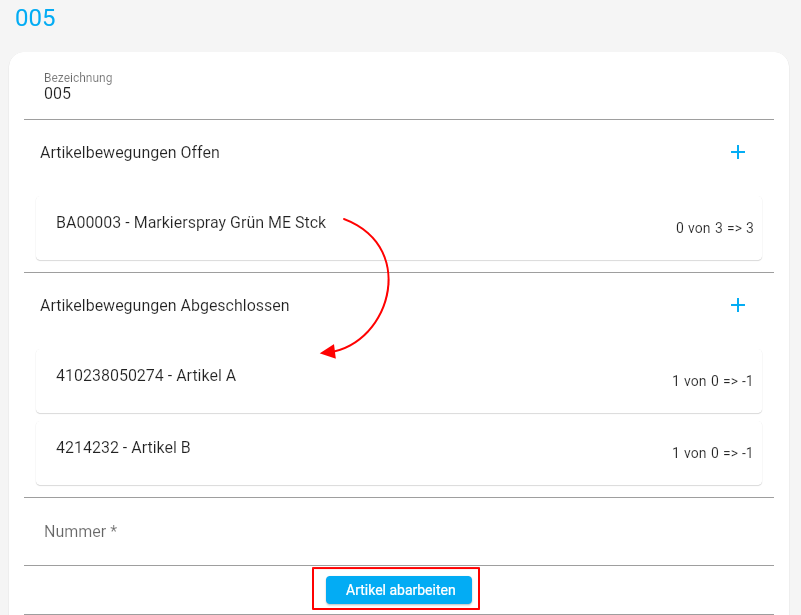 005
Bezeichnung
005
Artikelbewegungen Offen
BA00003 - Markierspray Grün ME Stck
0 von 3 => 3
Artikelbewegungen Abgeschlossen
410238050274 - Artikel A
1 von 0 => -1
4214232 - Artikel B
1 von 0 => -1
Nummer *
Artikel abarbeiten